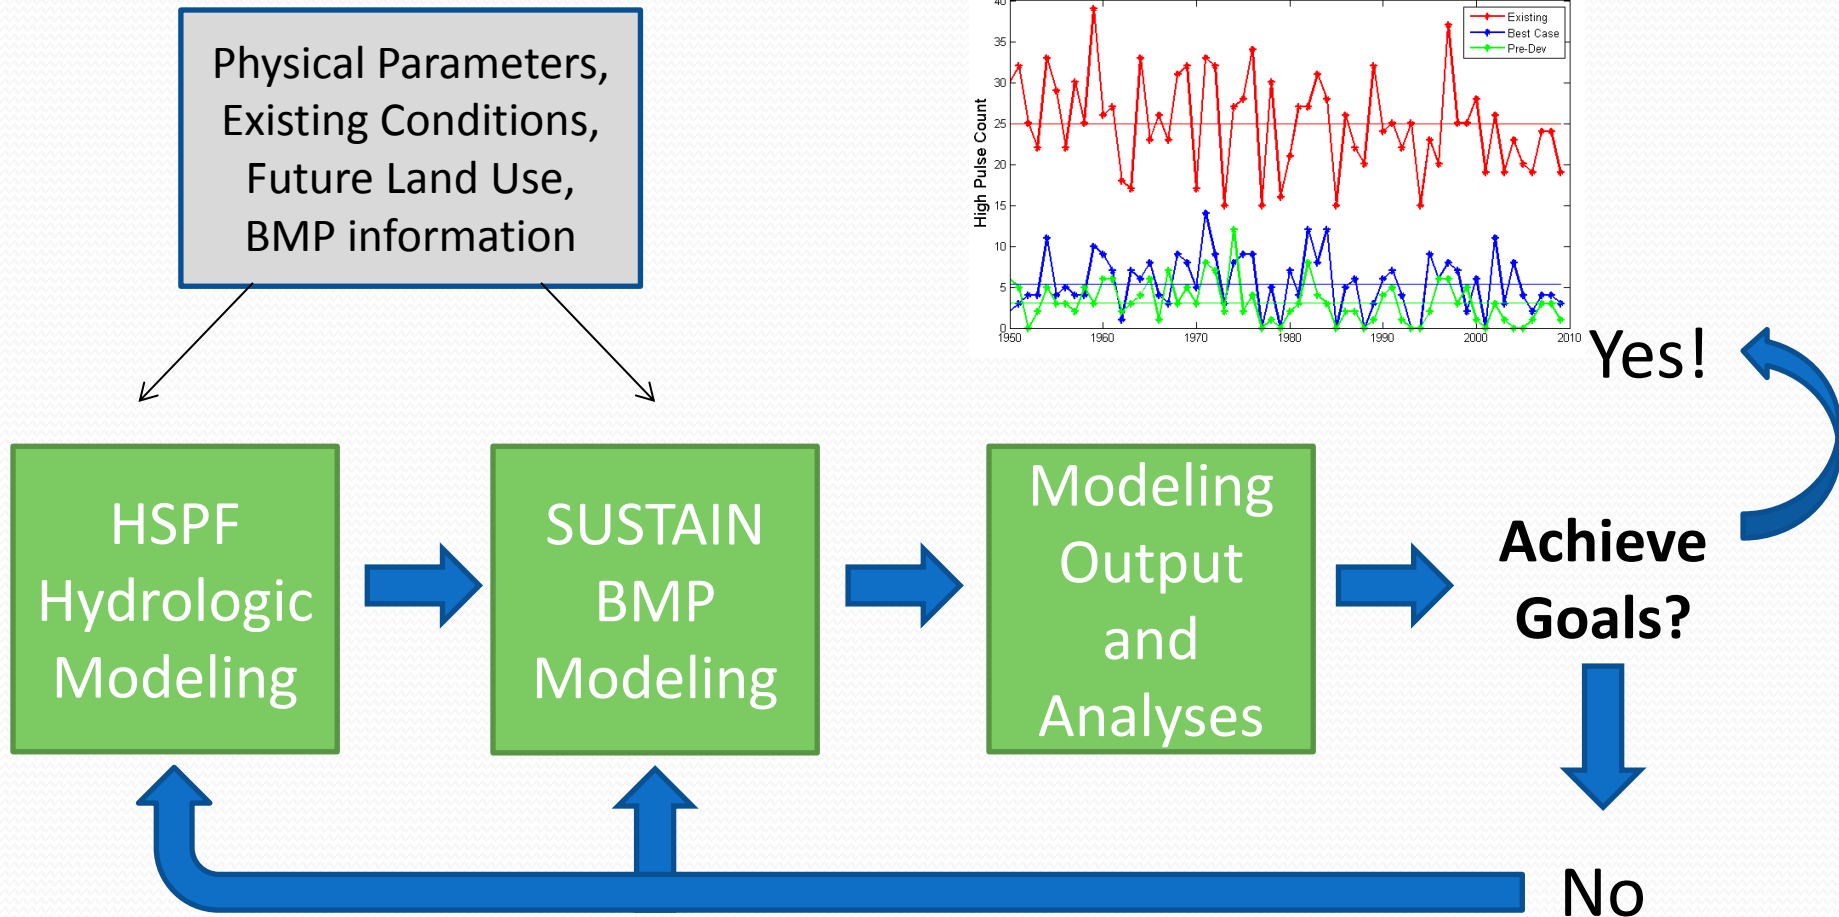 Physical Parameters,
Existing Conditions,
Future Land Use,
BMP information
High Pulse Count
40
35
30
25
20
15
10
5
0
1950
1960
1970
1980
1990
2000
2010
Existing
Best Case
Pre-Dev
Yes!
HSPF
Hydrologic
Modeling
SUSTAIN
BMP
Modeling
Modeling
Output
and
Analyses
Achieve
Goals?
No